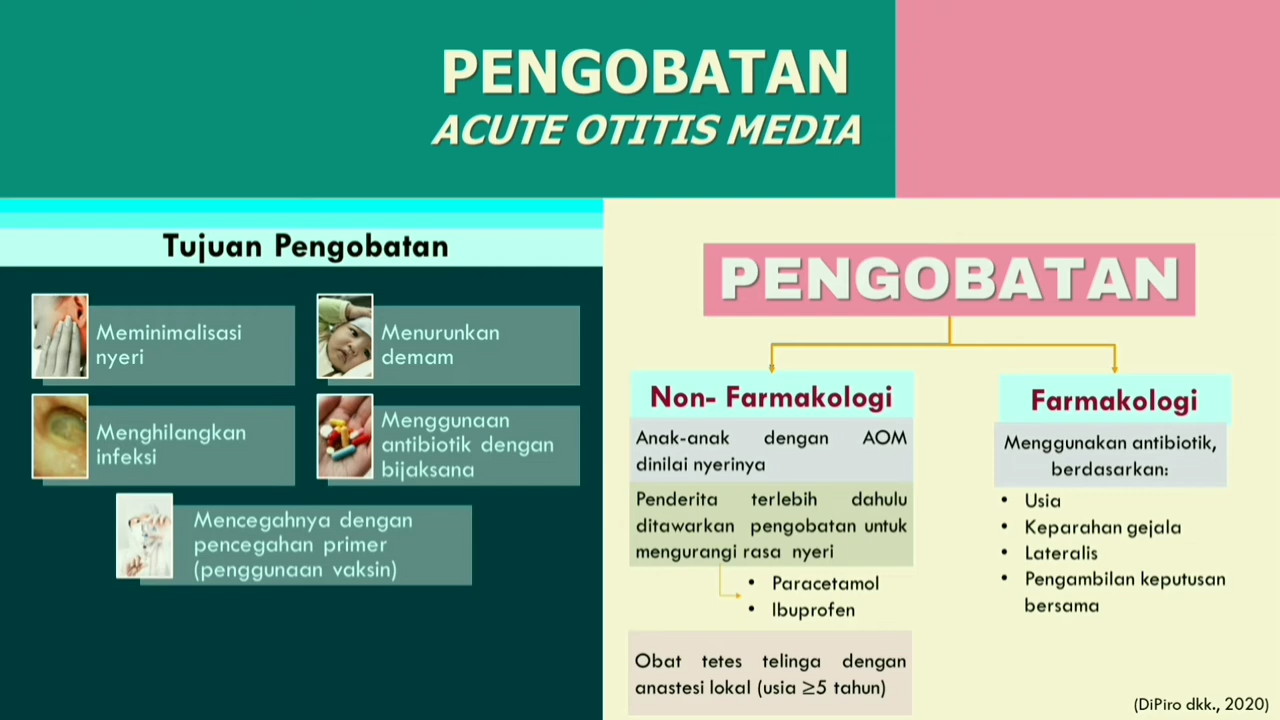 PENGOBATAN
ACUTE OTITIS MEDIA
Tujuan Pengobatan
Meminimalisasi
nyeri
Menurunkan
demam
Menghilangkan
infeksi
Menggunaan
antibiotik dengan
bijaksana
Mencegahnya dengan
pencegahan primer
(penggunaan vaksin)
PENGOBATAN
Non- Farmakologi
Anak-anak dengan AOM
dinilai nyerinya
Penderita terlebih dahulu
ditawarkan pengobatan untuk
mengurangi rasa nyeri
• Paracetamol
• Ibuprofen
Obat tetes telinga dengan
anastesi lokal (usia ≥5 tahun)
Farmakologi
Menggunakan antibiotik,
berdasarkan:
• Usia
• Keparahan gejala
• Lateralis
• Pengambilan keputusan
bersama
(DiPiro dkk., 2020)